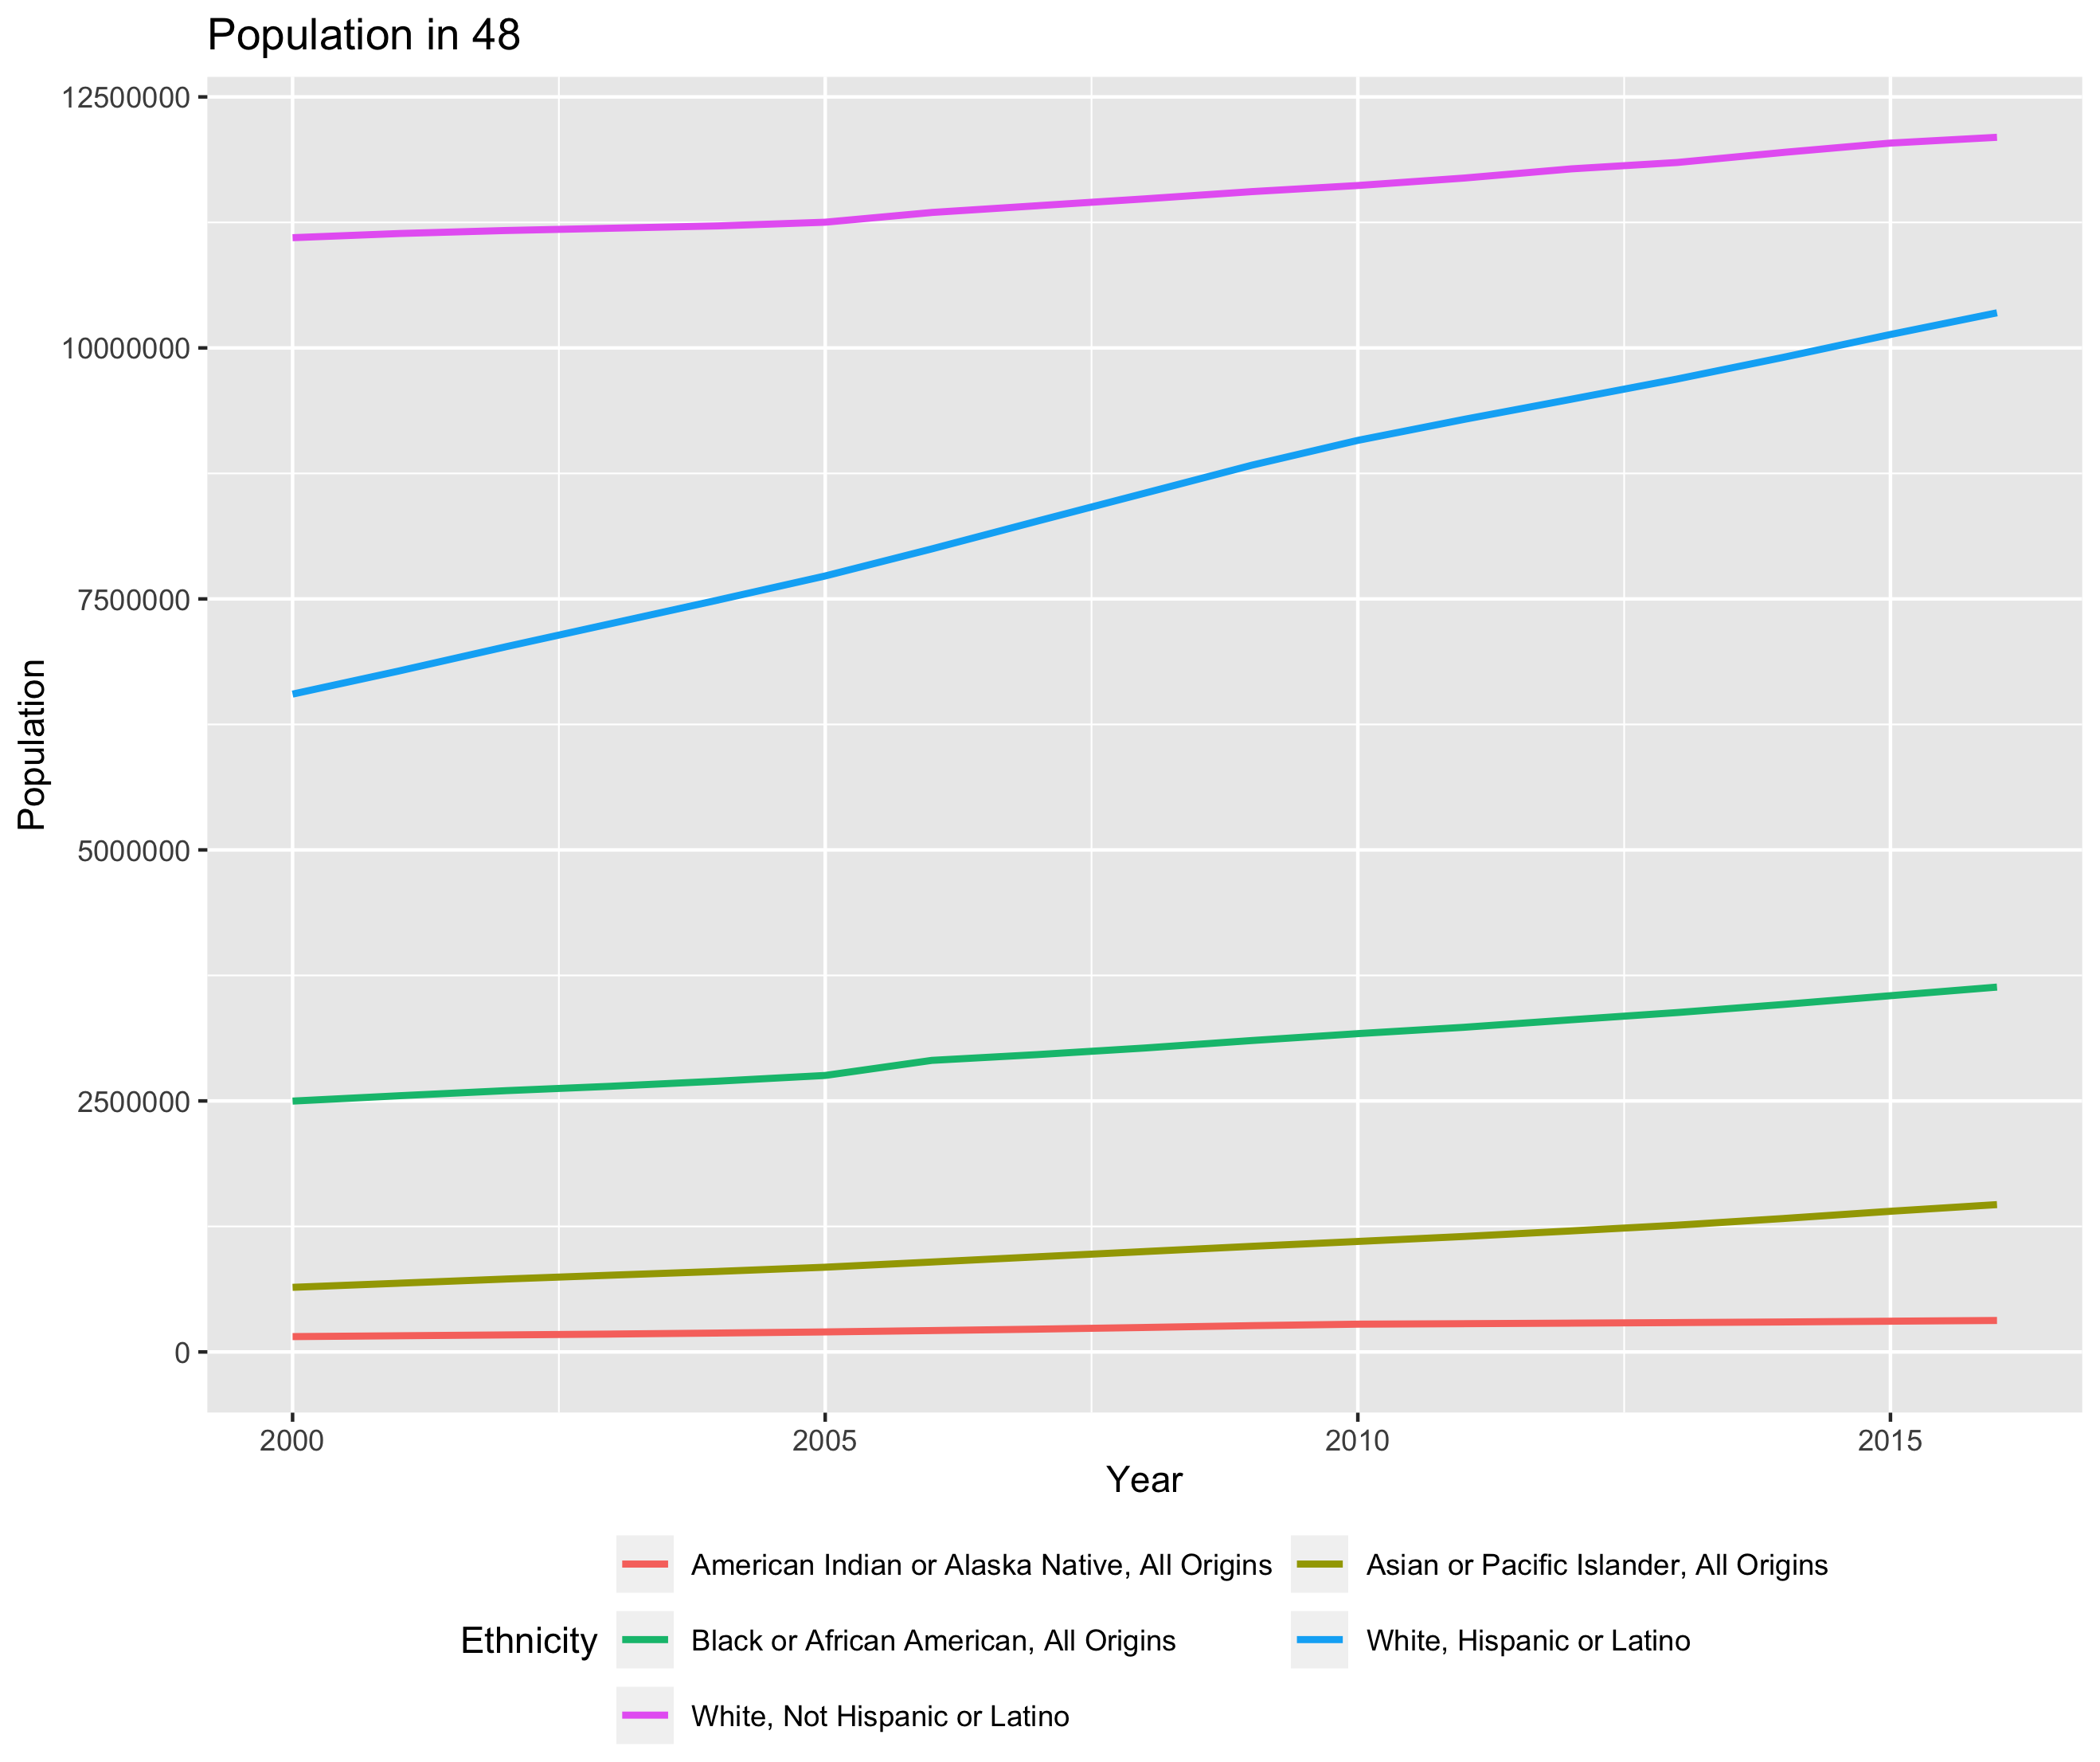 Population in 48
12500000
10000000
7500000
5000000
2500000
0
Population
2000 2005 2010 2015
Year
Ethnicity
American Indian or Alaska Native, All Origins
Asian or Pacific Islander, All Origins
Black or African American, All Origins
White, Hispanic or Latino
White, Not Hispanic or Latino